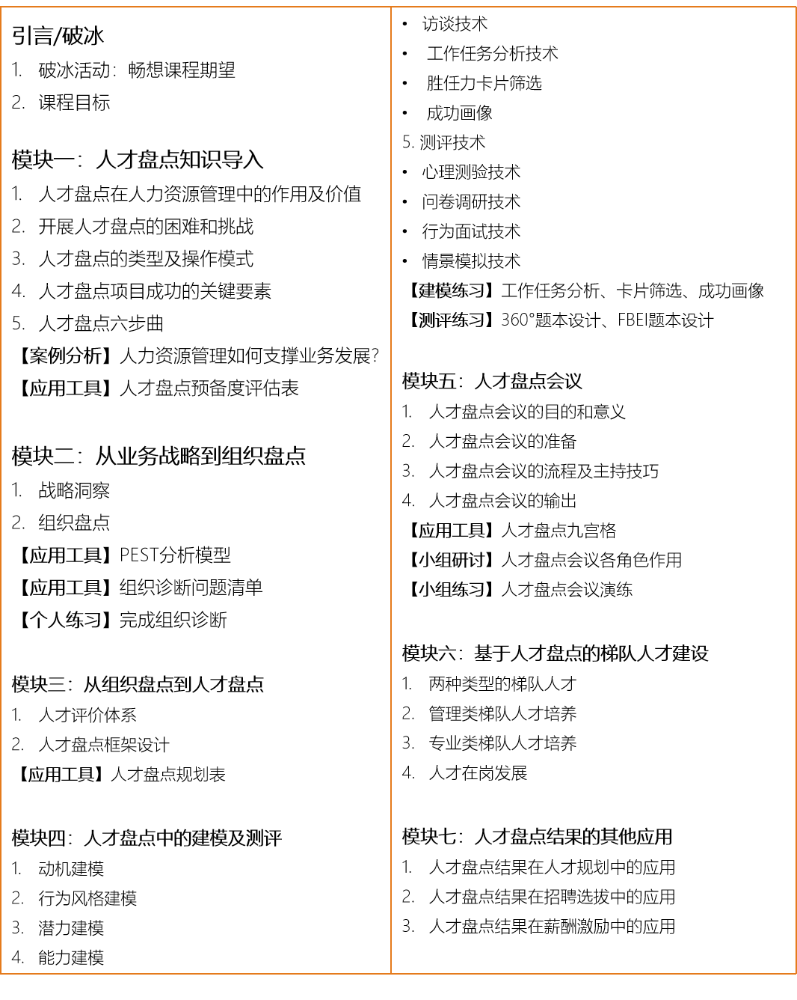 引言/破冰
1. 破冰活动：畅想课程期望
2. 课程目标
模块一：人才盘点知识导入
1. 人才盘点在人力资源管理中的作用及价值
2. 开展人才盘点的困难和挑战
3. 人才盘点的类型及操作模式
4. 人才盘点项目成功的关键要素
5. 人才盘点六步曲
【案例分析】人力资源管理如何支撑业务发展？
【应用工具】人才盘点预备度评估表
模块二：从业务战略到组织盘点
1. 战略洞察
2. 组织盘点
【应用工具】PEST分析模型
【应用工具】组织诊断问题清单
【个人练习】完成组织诊断
模块三：从组织盘点到人才盘点
1. 人才评价体系
2. 人才盘点框架设计
【应用工具】人才盘点规划表
模块四：人才盘点中的建模及测评
1. 动机建模
2. 行为风格建模
3. 潜力建模
4. 能力建模
• 访谈技术
• 工作任务分析技术
• 胜任力卡片筛选
• 成功画像
5. 测评技术
• 心理测验技术
• 问卷调研技术
• 行为面试技术
• 情景模拟技术
【建模练习】工作任务分析、卡片筛选、成功画像
【测评练习】360°题本设计、FBEI题本设计
模块五：人才盘点会议
1. 人才盘点会议的目的和意义
2. 人才盘点会议的准备
3. 人才盘点会议的流程及主持技巧
4. 人才盘点会议的输出
【应用工具】人才盘点九宫格
【小组研讨】人才盘点会议各角色作用
【小组练习】人才盘点会议演练
模块六：基于人才盘点的梯队人才建设
1. 两种类型的梯队人才
2. 管理类梯队人才培养
3. 专业类梯队人才培养
4. 人才在岗发展
模块七：人才盘点结果的其他应用
1. 人才盘点结果在人才规划中的应用
2. 人才盘点结果在招聘选拔中的应用
3. 人才盘点结果在薪酬激励中的应用